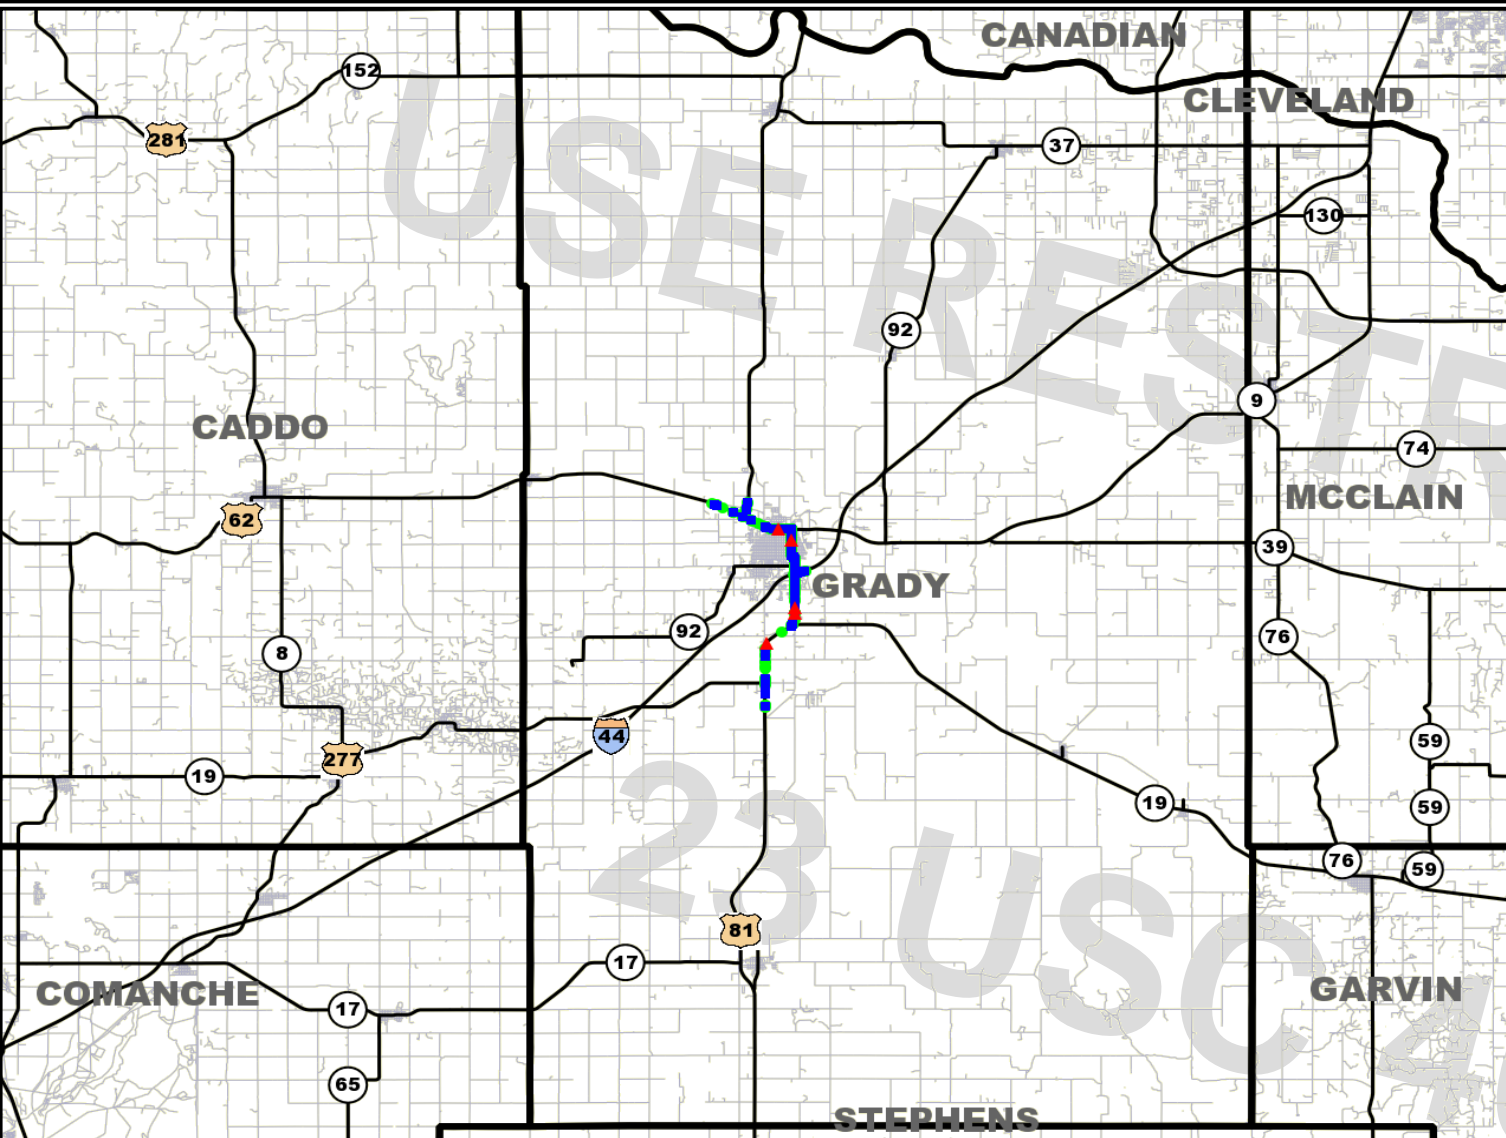 CANADIAN
152
CLEVELAND
281
37
130
USE RESTR
92
9
CADDO
74
MCCLAIN
62
39
GRADY
92
76
8
44
59
277
19
19
59
23 USC 4
76
59
81
17
GARVIN
COMANCHE
17
65
STEPHENS